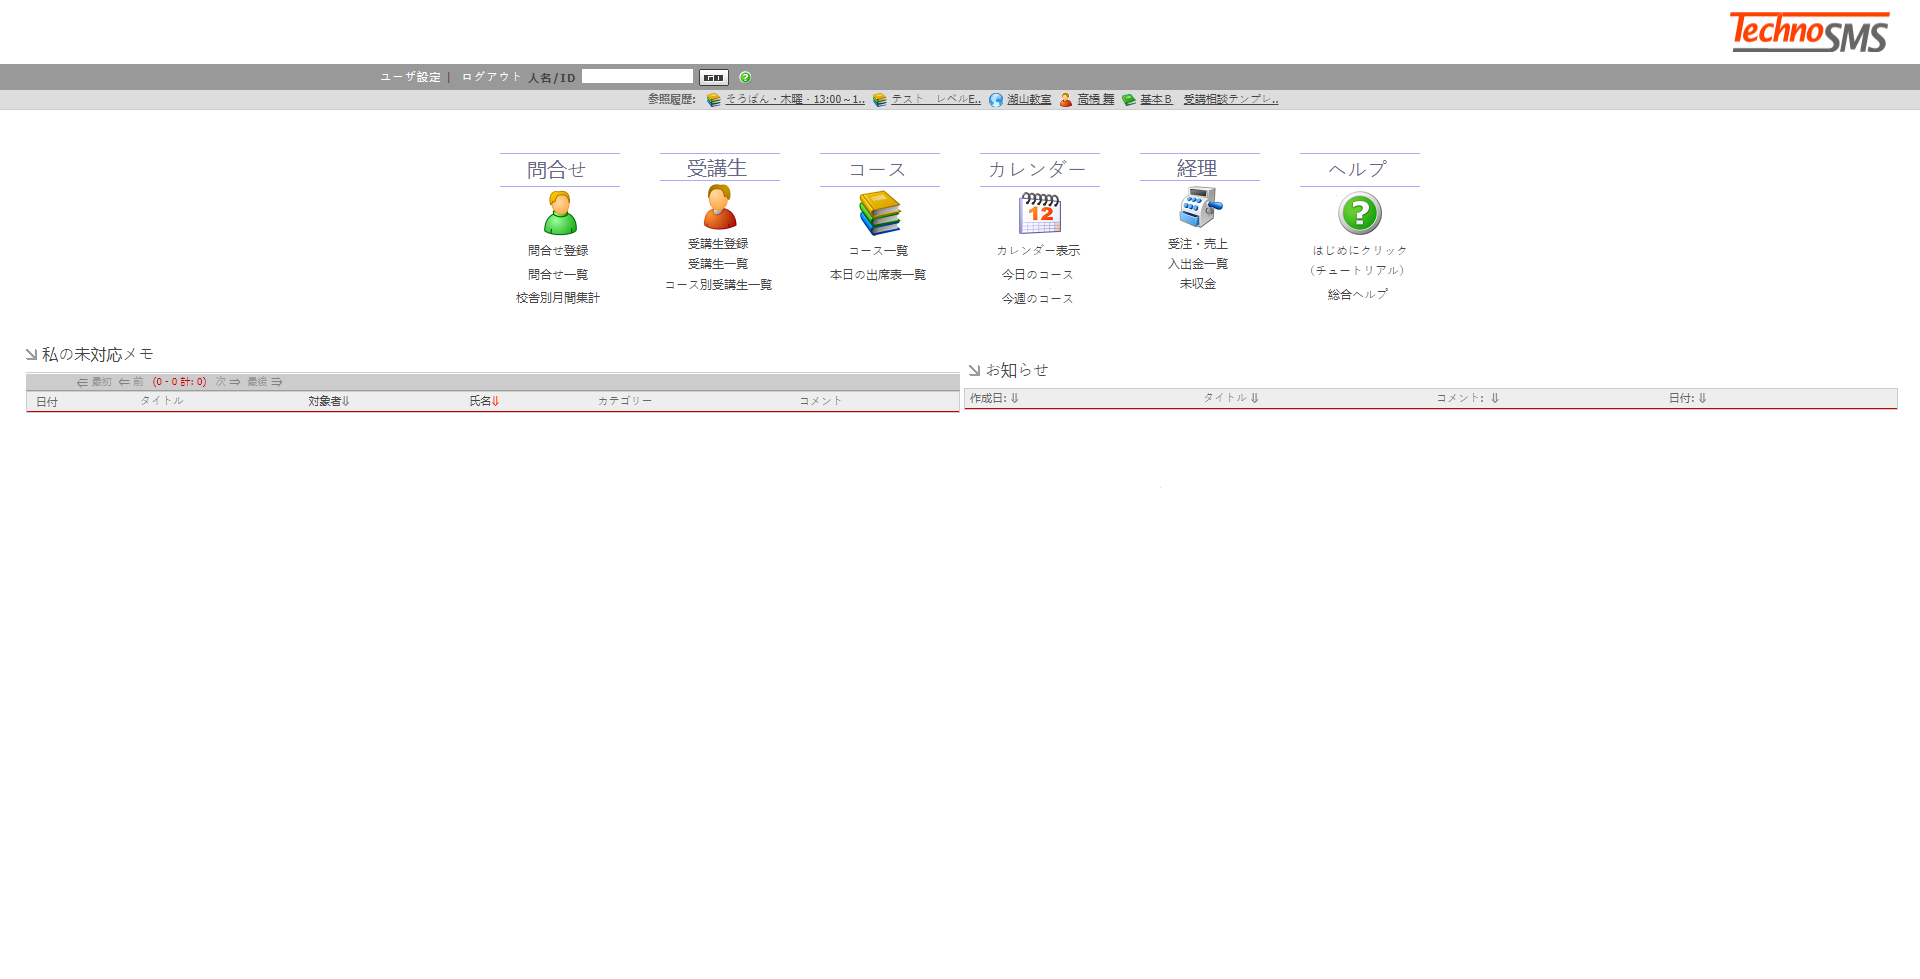 TechnoSMS
ユーザ設定 | ログアウト 人名/ID GO ?
参照履歴: そろばん・木曜・13:00～1.. テスト　レベルE.. 湖山教室 高橋 舞 基本Ｂ 受講相談テンプレ..
問合せ 受講生 コース カレンダー 経理 ヘルプ
12 ?
問合せ登録
問合せ一覧
校舎別月間集計
受講生登録
受講生一覧
コース別受講生一覧
コース一覧
本日の出席表一覧
カレンダー表示
今日のコース
今週のコース
受注・売上
入出金一覧
未収金
はじめにクリック
（チュートリアル）
総合ヘルプ
私の未対応メモ
⇐ 最初 ⇐ 前 (0 - 0 計: 0) 次 ⇒ 最後 ⇒
日付 タイトル 対象者⇓ 氏名⇓ カテゴリー コメント
お知らせ
作成日: ⇓ タイトル ⇓ コメント: ⇓ 日付: ⇓